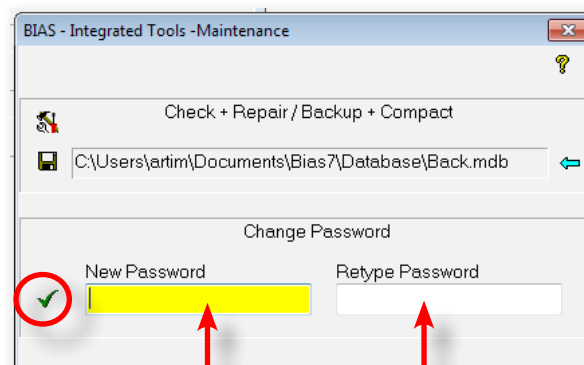 BIAS - Integrated Tools -Maintenance
Check + Repair / Backup + Compact
C:\Users\artim\Documents\Bias7\Database\Back.mdb
Change Password
New Password Retype Password